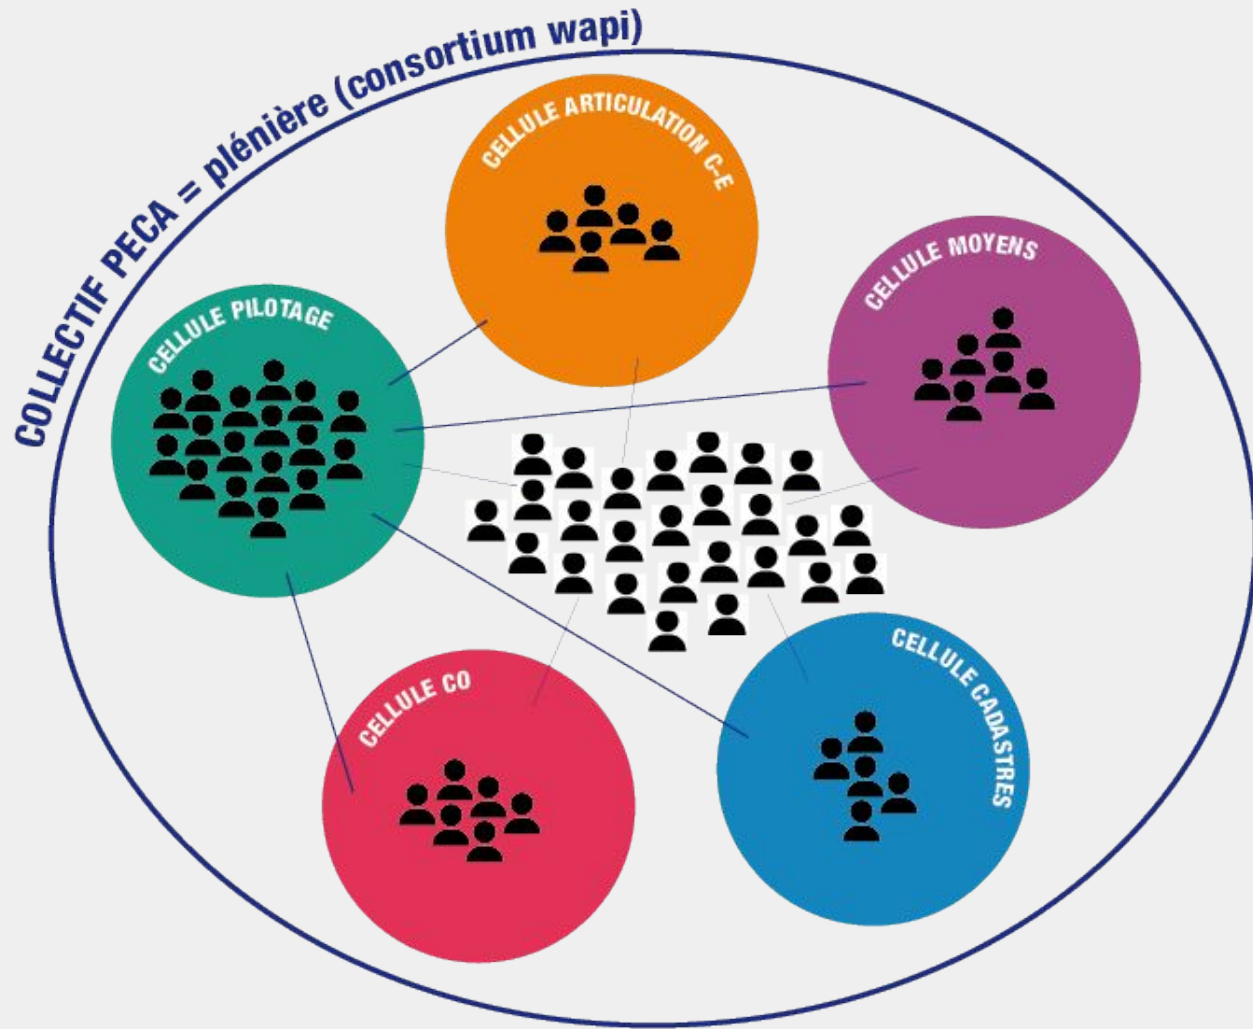 COLLECTIF PECA = plénière (consortium wapi)
CELLULE ARTICULATION C-E
CELLULE MOYENS
CELLULE PILOTAGE
CELLULE CO
CELLULE CADASTRES